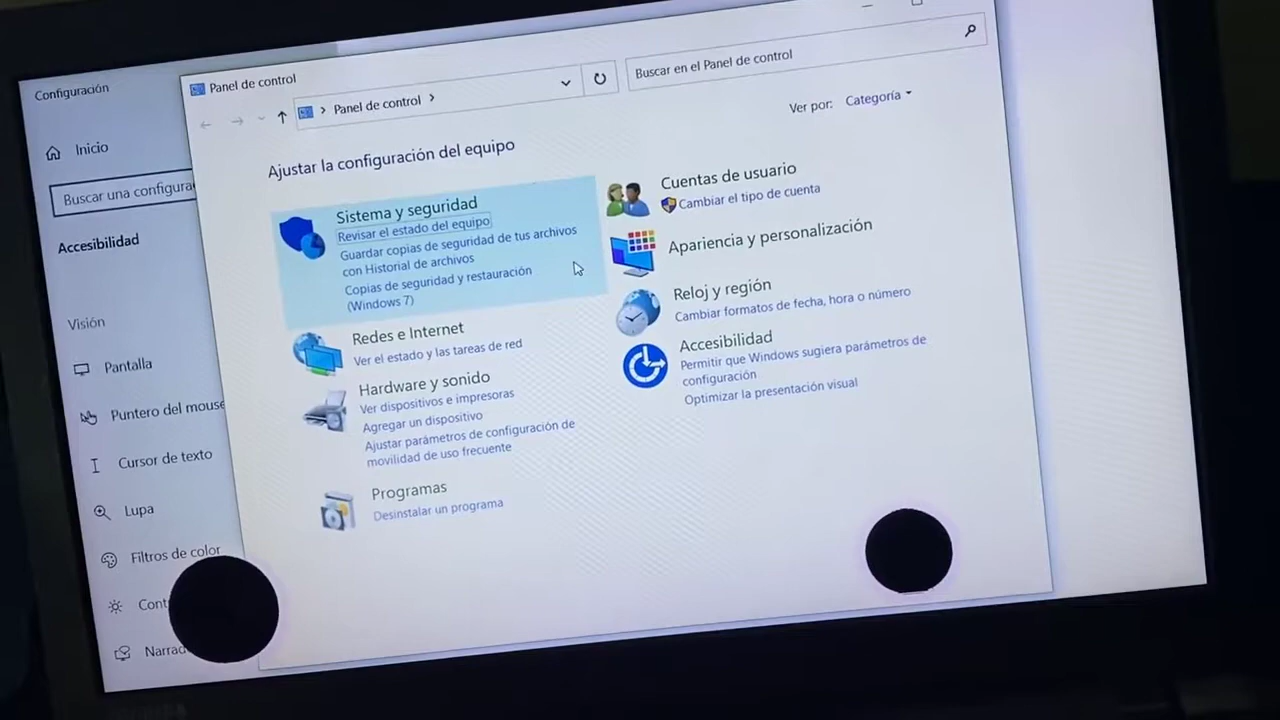 Configuración
Inicio
Buscar una configura
Accesibilidad
Visión
Pantalla
Puntero del mouse
Cursor de texto
Lupa
Filtros de color
Cont
Narrad
Panel de control
Panel de control
Buscar en el Panel de control
Ajustar la configuración del equipo
Ver por: Categoría
Sistema y seguridad
Revisar el estado del equipo
Guardar copias de seguridad de tus archivos
con Historial de archivos
Copias de seguridad y restauración
(Windows 7)
Redes e Internet
Ver el estado y las tareas de red
Hardware y sonido
Ver dispositivos e impresoras
Agregar un dispositivo
Ajustar parámetros de configuración de
movilidad de uso frecuente
Programas
Desinstalar un programa
Cuentas de usuario
Cambiar el tipo de cuenta
Apariencia y personalización
Reloj y región
Cambiar formatos de fecha, hora o número
Accesibilidad
Permitir que Windows sugiera parámetros de
configuración
Optimizar la presentación visual